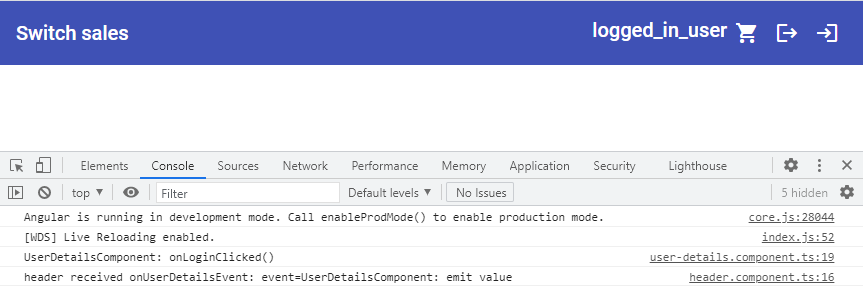 Switch sales logged_in_user
Elements Console Sources Network Performance Memory Application Security Lighthouse
top Filter Default levels No Issues 5 hidden
Angular is running in development mode. Call enableProdMode() to enable production mode. core.js:28044
[WDS] Live Reloading enabled. index.js:52
UserDetailsComponent: onLoginClicked() user-details.component.ts:19
header received onUserDetailsEvent: event=UserDetailsComponent: emit value header.component.ts:16